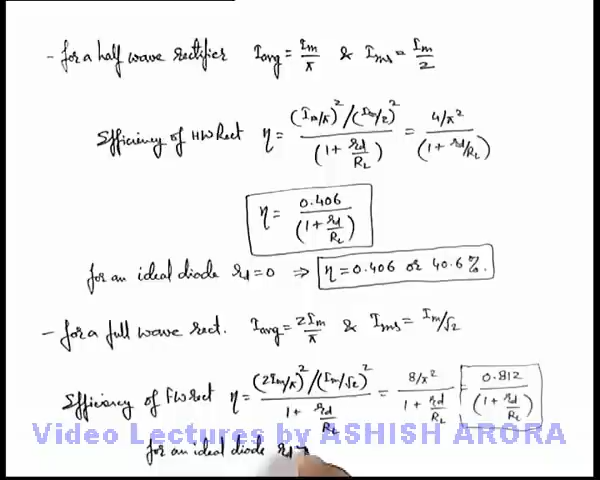 - for a half wave rectifier I_avg = I_m/π & I_rms = I_m/2
Efficiency of HW Rect η = (I_m/π)²/(I_m/2)² / (1 + r_d/R_L) = 4/π² / (1 + r_d/R_L)
η = 0.406 / (1 + r_d/R_L)
for an ideal diode r_d = 0 ⇒ η = 0.406 or 40.6 %.
- for a full wave rect. I_avg = 2I_m/π & I_rms = I_m/√2
Efficiency of FW Rect η = (2I_m/π)²/(I_m/√2)² / 1 + r_d/R_L = 8/π² / 1 + r_d/R_L = 0.812 / (1 + r_d/R_L)
Video Lectures by ASHISH ARORA
for an ideal diode r_d